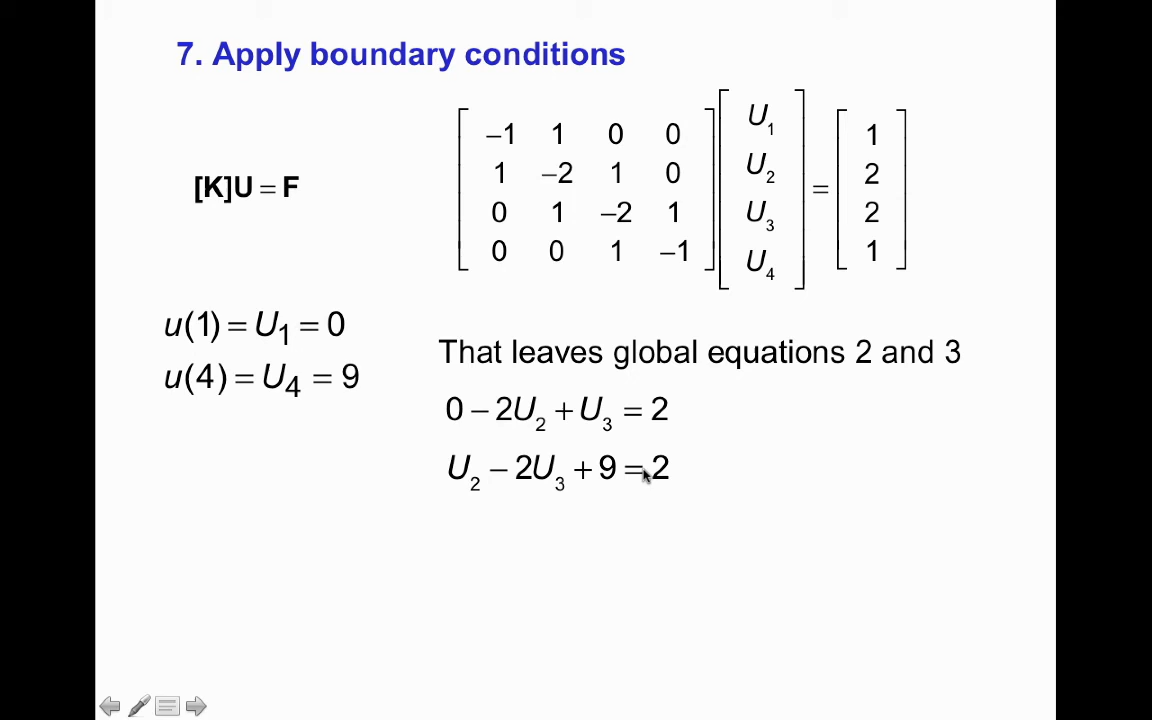 7. Apply boundary conditions
[K]U = F
−1 1 0 0
1 −2 1 0
0 1 −2 1
0 0 1 −1
U₁
U₂
U₃
U₄
=
1
2
2
1
u(1) = U₁ = 0
u(4) = U₄ = 9
That leaves global equations 2 and 3
0 − 2U₂ + U₃ = 2
U₂ − 2U₃ + 9 = 2